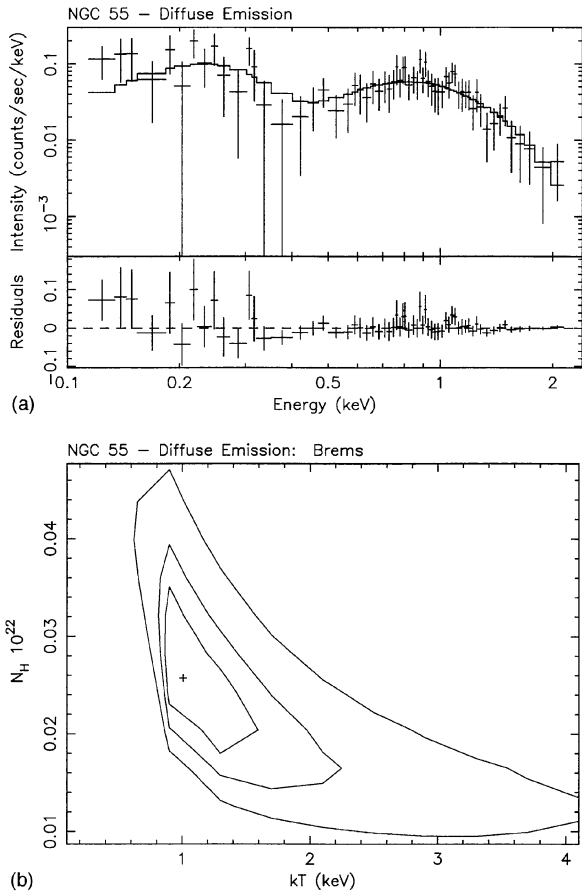 NGC 55 – Diffuse Emission
Intensity (counts/sec/keV)
0.1
0.01
10⁻³
Residuals
0.1
0
-0.1
0.1
0.2
0.5
1
2
Energy (keV)
(a)
NGC 55 – Diffuse Emission: Brems
N_H 10²²
0.04
0.03
0.02
0.01
1
2
3
4
kT (keV)
(b)